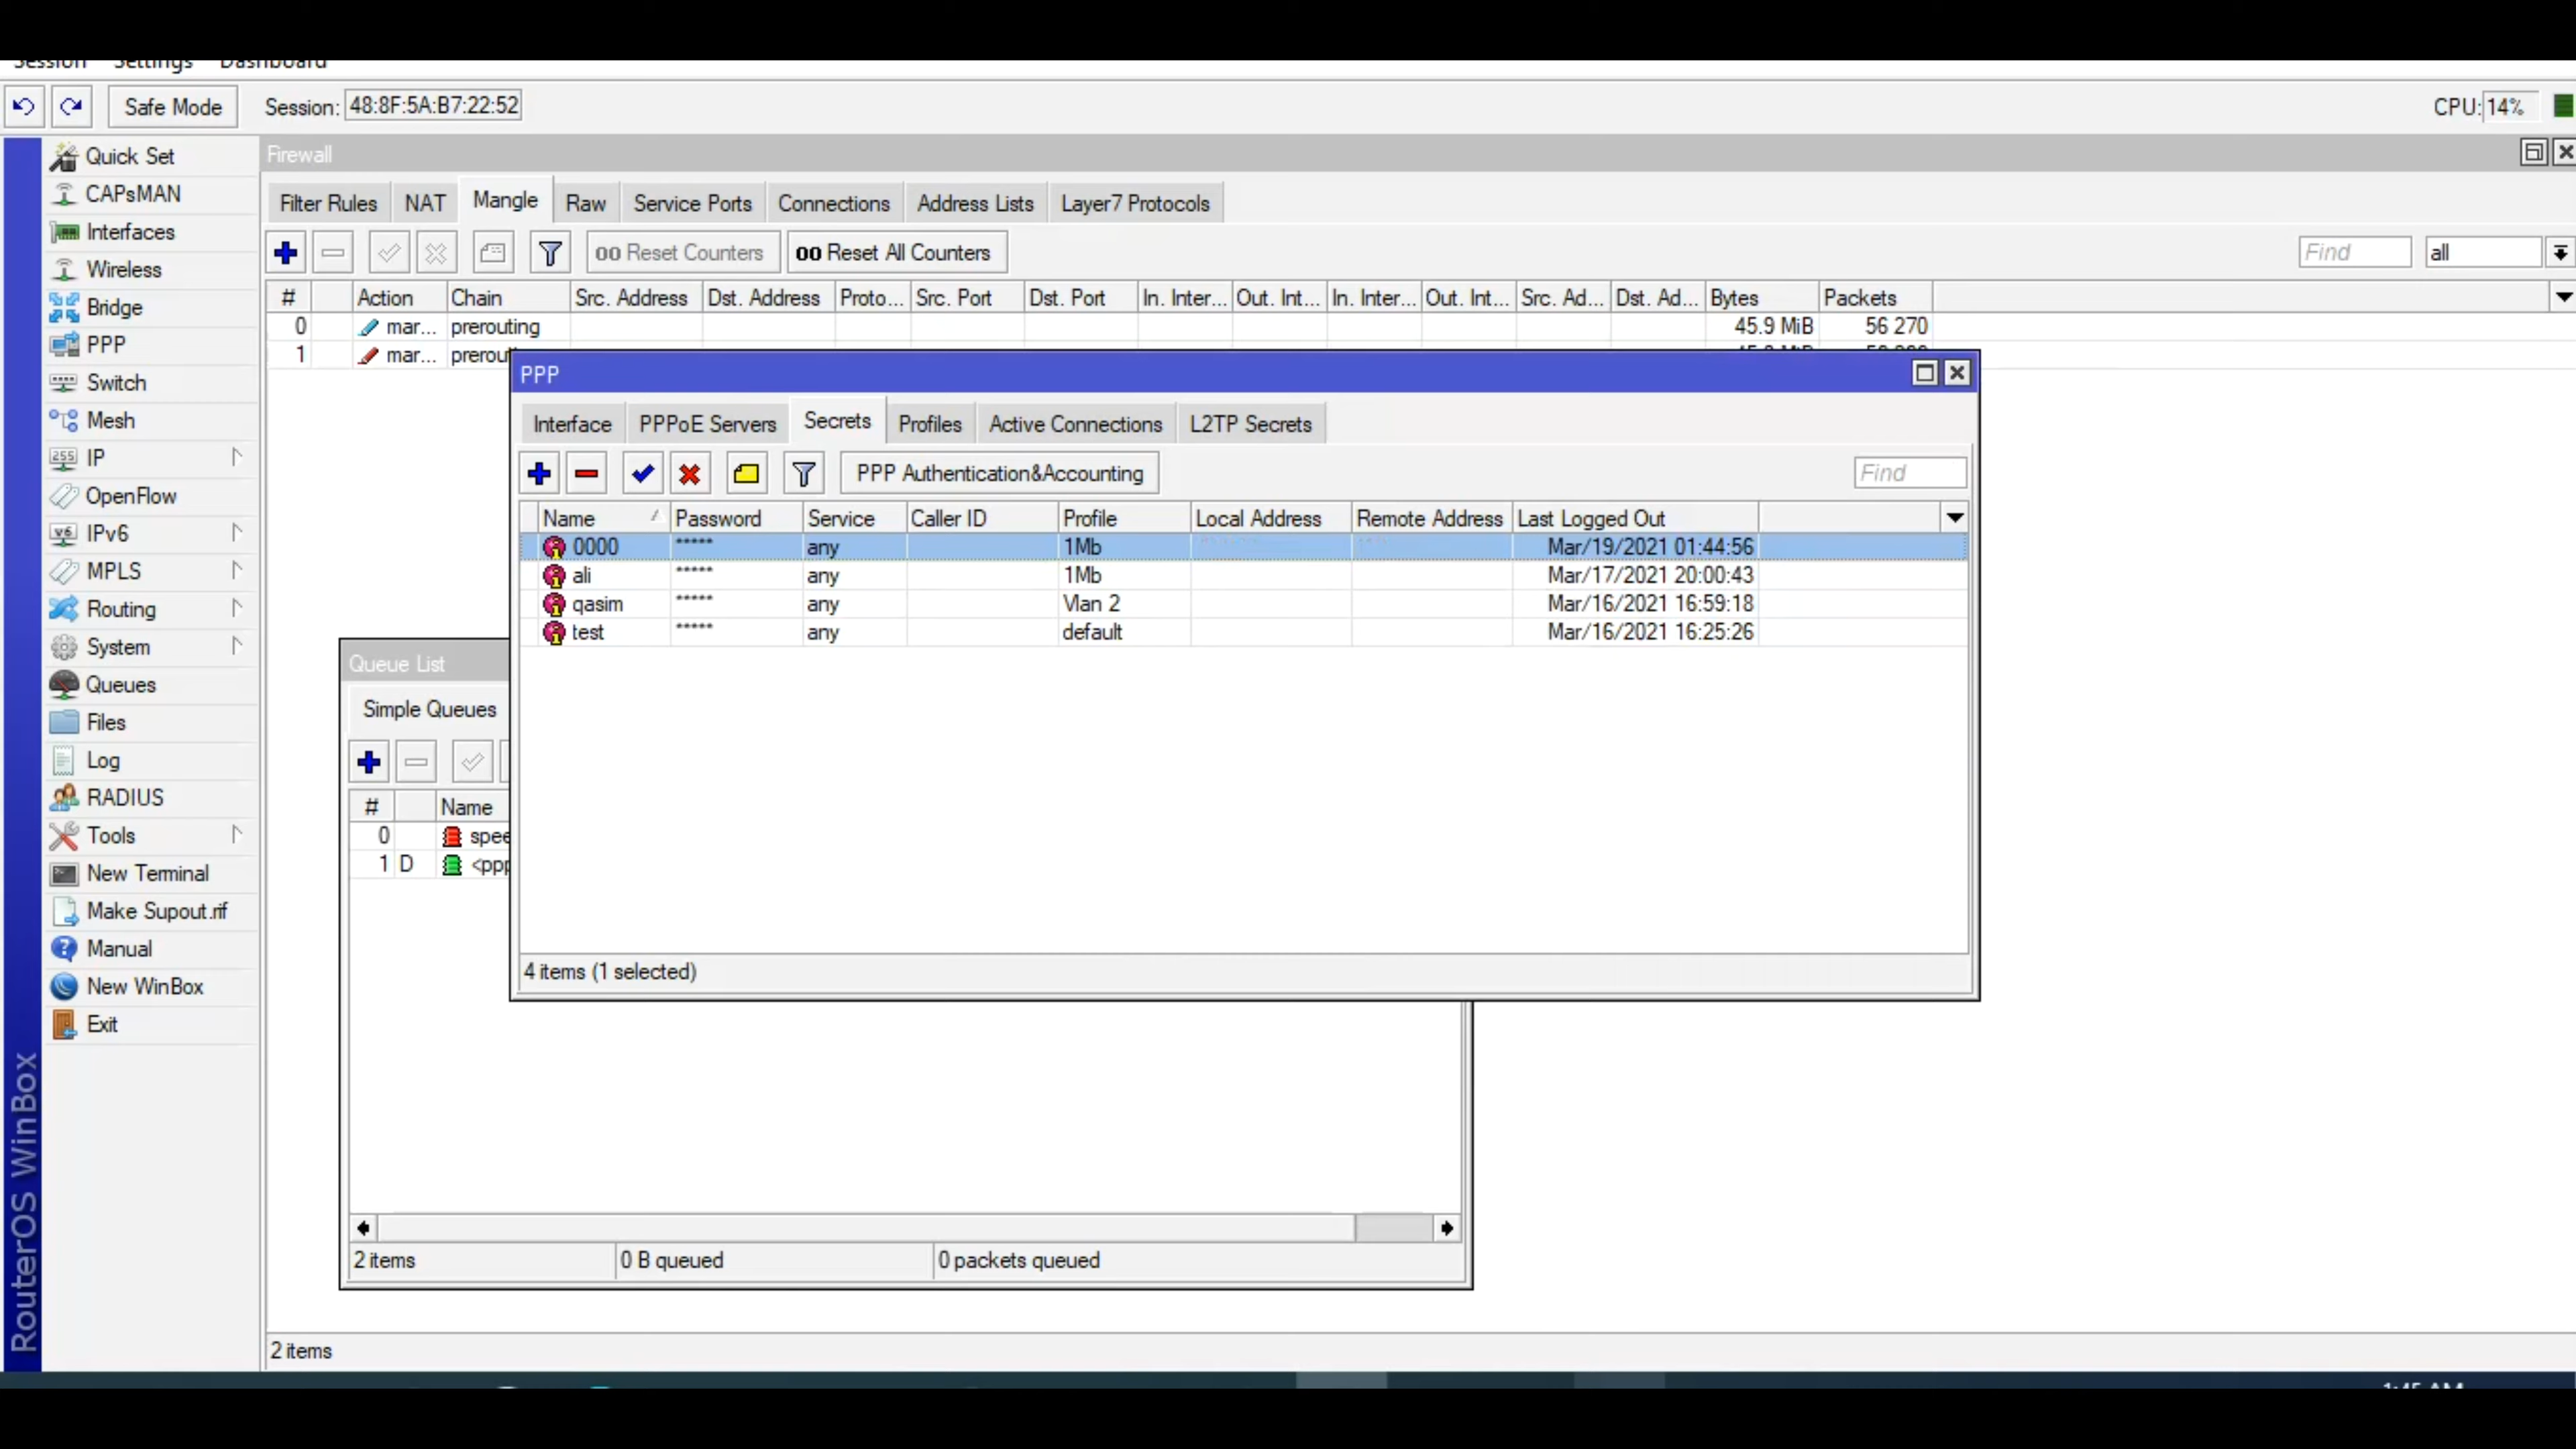 Session Settings Dashboard
Safe Mode Session: 48:8F:5A:B7:22:52 CPU: 14%
Quick Set
CAPsMAN
Interfaces
Wireless
Bridge
PPP
Switch
Mesh
IP
OpenFlow
IPv6
MPLS
Routing
System
Queues
Files
Log
RADIUS
Tools
New Terminal
Make Supout.rif
Manual
New WinBox
Exit
RouterOS WinBox
Firewall
Filter Rules NAT Mangle Raw Service Ports Connections Address Lists Layer7 Protocols
00 Reset Counters 00 Reset All Counters Find all
# Action Chain Src. Address Dst. Address Proto... Src. Port Dst. Port In. Inter... Out. Int... In. Inter... Out. Int... Src. Ad... Dst. Ad... Bytes Packets
0 mar... prerouting 45.9 MiB 56 270
1 mar...
PPP
Interface PPPoE Servers Secrets Profiles Active Connections L2TP Secrets
PPP Authentication&Accounting Find
Name Password Service Caller ID Profile Local Address Remote Address Last Logged Out
0000 ***** any 1Mb Mar/19/2021 01:44:56
ali ***** any 1Mb Mar/17/2021 20:00:43
qasim ***** any Vlan 2 Mar/16/2021 16:59:18
test ***** any default Mar/16/2021 16:25:26
4 items (1 selected)
Queue List
Simple Queues
# Name
0 spee
1 D <ppp
2 items 0 B queued 0 packets queued
2 items
1:45 AM